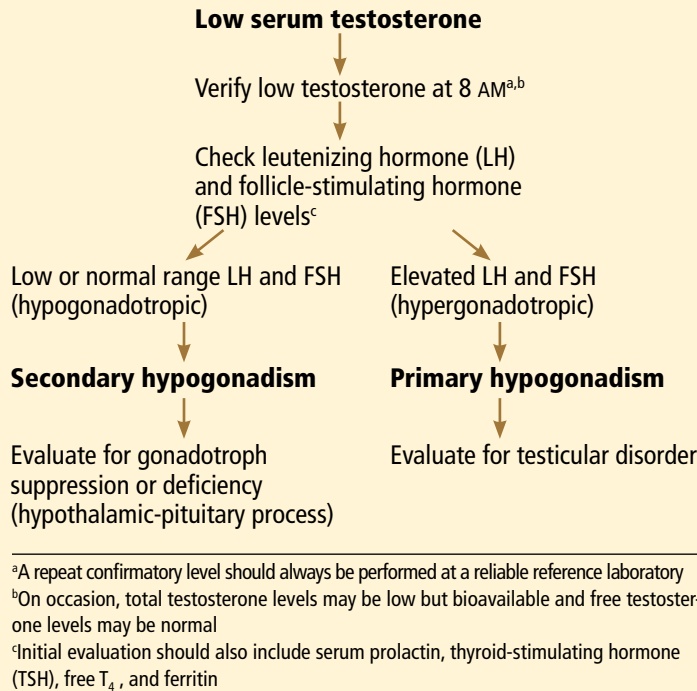 Low serum testosterone
Verify low testosterone at 8 AMa,b
Check leutenizing hormone (LH)
and follicle-stimulating hormone
(FSH) levelsc
Low or normal range LH and FSH
(hypogonadotropic)
Elevated LH and FSH
(hypergonadotropic)
Secondary hypogonadism
Primary hypogonadism
Evaluate for gonadotroph
suppression or deficiency
(hypothalamic-pituitary process)
Evaluate for testicular disorder
aA repeat confirmatory level should always be performed at a reliable reference laboratory
bOn occasion, total testosterone levels may be low but bioavailable and free testoster-
one levels may be normal
cInitial evaluation should also include serum prolactin, thyroid-stimulating hormone
(TSH), free T4 , and ferritin